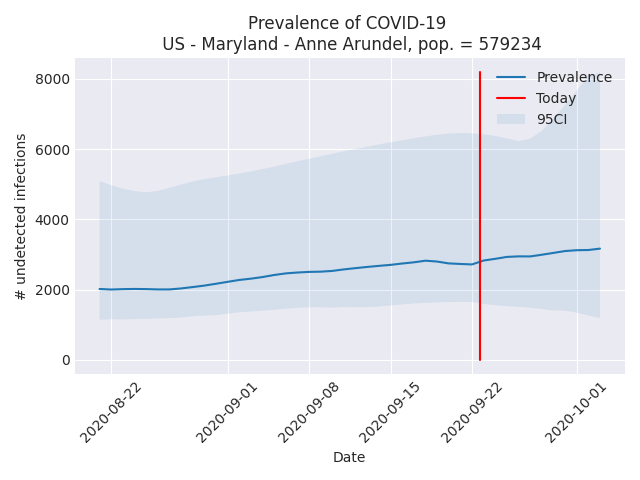 Prevalence of COVID-19
US - Maryland - Anne Arundel, pop. = 579234
8000
6000
4000
2000
0
# undetected infections
Prevalence
Today
95CI
2020-08-22
2020-09-01
2020-09-08
2020-09-15
2020-09-22
2020-10-01
Date